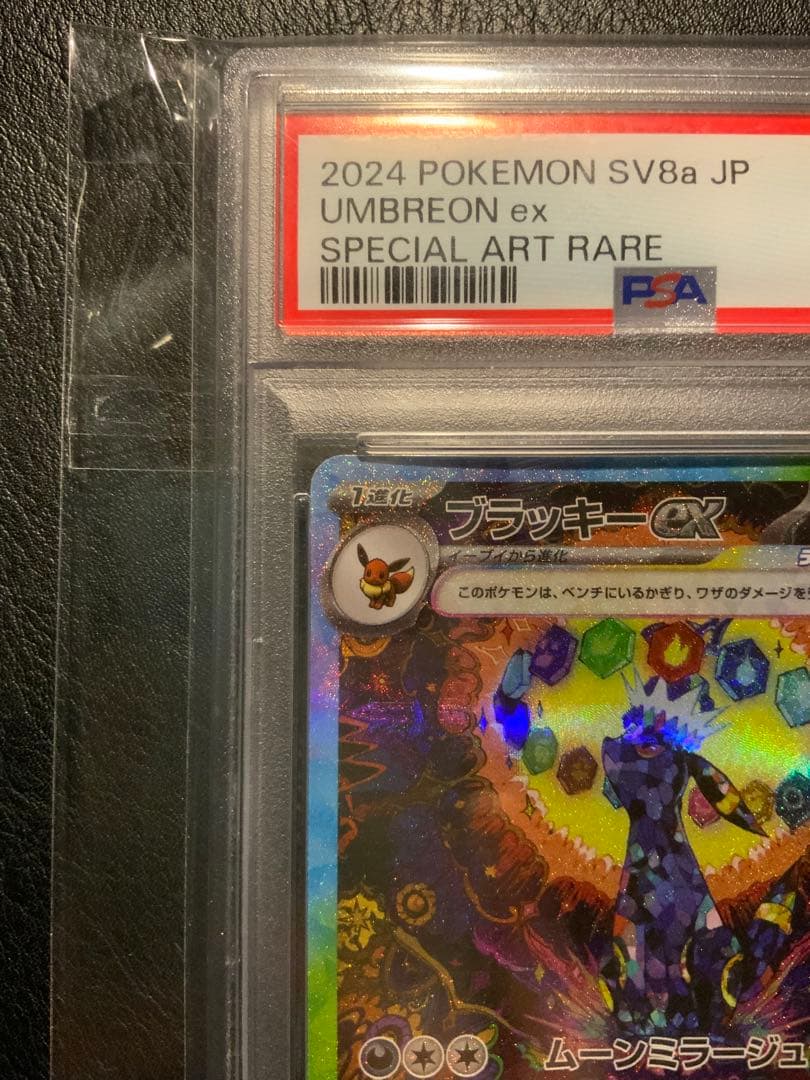 2024 POKEMON SV8a JP
UMBREON ex
SPECIAL ART RARE
PSA
1進化
ブラッキーex
イーブイから進化
このポケモンは、ベンチにいるかぎり、ワザのダメージを
ムーンミラージュ